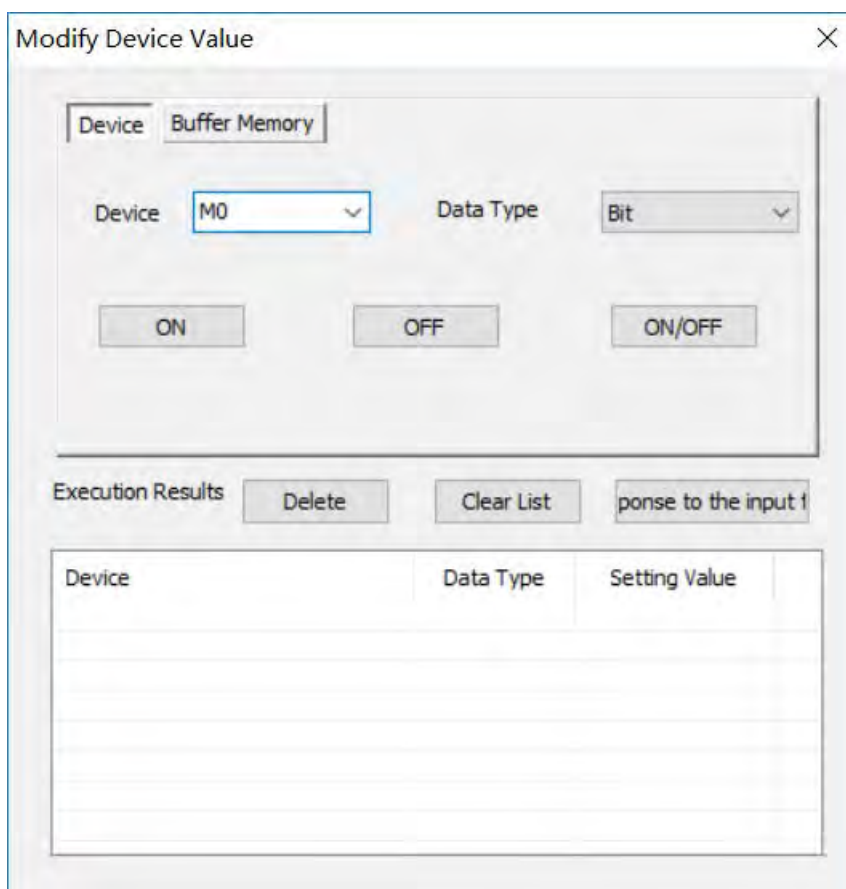 Modify Device Value
Device Buffer Memory
Device M0 Data Type Bit
ON OFF ON/OFF
Execution Results Delete Clear List ponse to the input
Device Data Type Setting Value